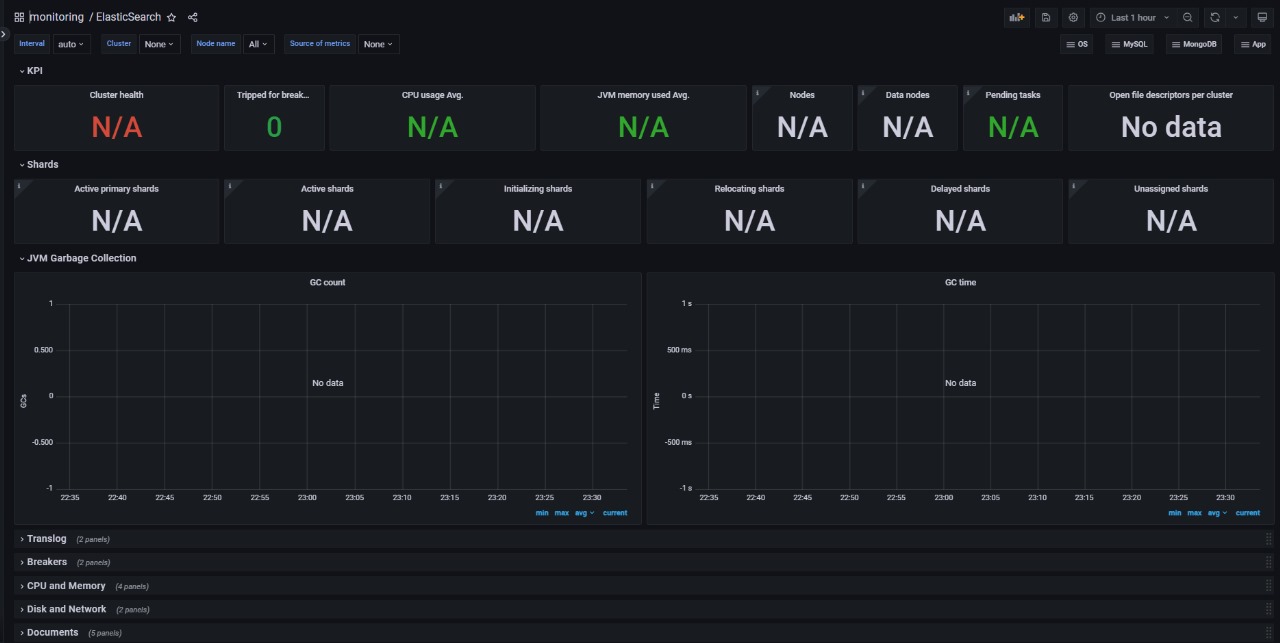 monitoring / ElasticSearch
Last 1 hour
Interval auto Cluster None Node name All Source of metrics None
OS MySQL MongoDB App
KPI
Cluster health Tripped for break... CPU usage Avg. JVM memory used Avg. Nodes Data nodes Pending tasks Open file descriptors per cluster
N/A 0 N/A N/A N/A N/A N/A No data
Shards
Active primary shards Active shards Initializing shards Relocating shards Delayed shards Unassigned shards
N/A N/A N/A N/A N/A N/A
JVM Garbage Collection
GC count
1
0.500
0
-0.500
-1
GCs
No data
22:35 22:40 22:45 22:50 22:55 23:00 23:05 23:10 23:15 23:20 23:25 23:30
min max avg current
GC time
1 s
500 ms
0 s
-500 ms
-1 s
Time
No data
22:35 22:40 22:45 22:50 22:55 23:00 23:05 23:10 23:15 23:20 23:25 23:30
min max avg current
Translog (2 panels)
Breakers (2 panels)
CPU and Memory (4 panels)
Disk and Network (2 panels)
Documents (5 panels)